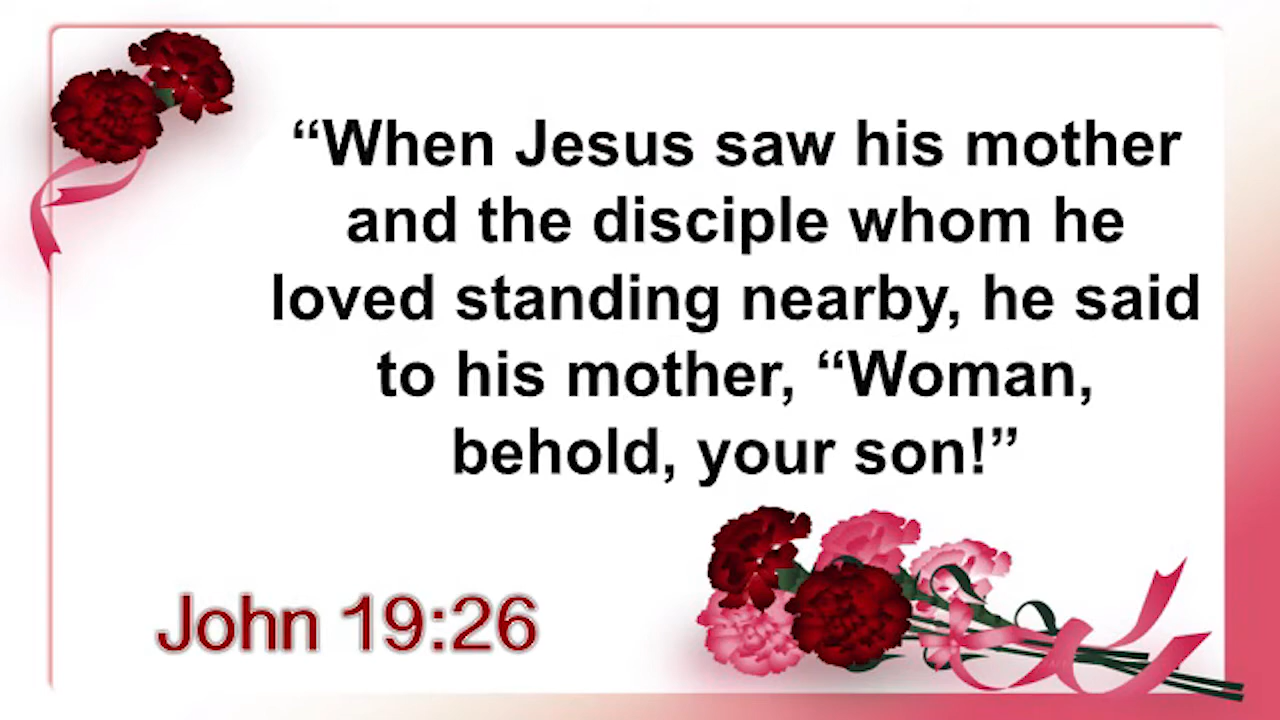 “When Jesus saw his mother
and the disciple whom he
loved standing nearby, he said
to his mother, “Woman,
behold, your son!”
John 19:26